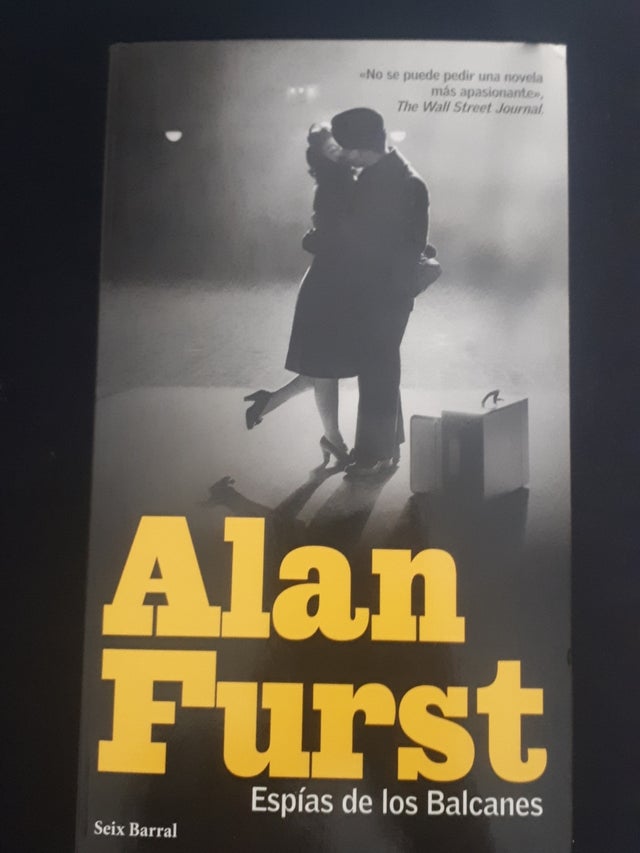 «No se puede pedir una novela
más apasionante»,
The Wall Street Journal.
Alan
Furst
Espías de los Balcanes
Seix Barral